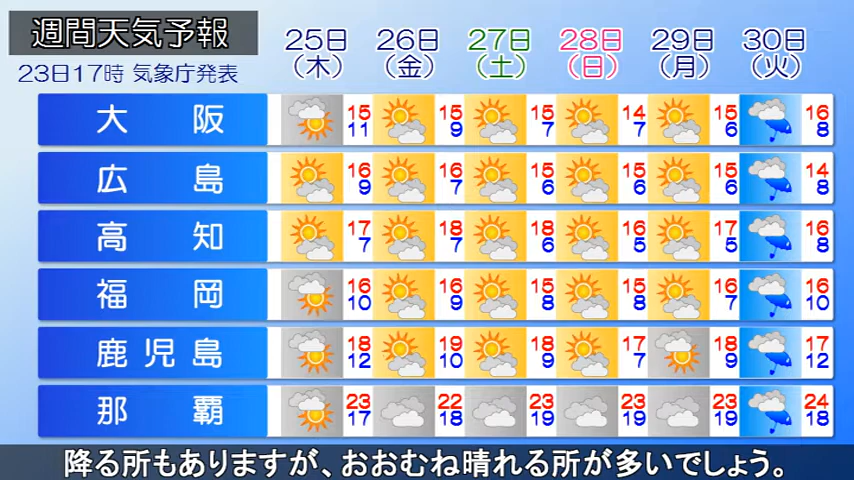 週間天気予報
23日17時 気象庁発表
25日 26日 27日 28日 29日 30日
(木) (金) (土) (日) (月) (火)
大阪 15 11 15 9 15 7 14 7 15 6 16 8
広島 16 9 16 7 15 6 15 6 15 6 14 8
高知 17 7 18 7 18 6 16 5 17 5 16 8
福岡 16 10 16 9 15 8 15 8 16 7 16 10
鹿児島 18 12 19 10 18 9 17 7 18 9 17 12
那覇 23 17 22 18 23 19 23 19 23 19 24 18
降る所もありますが、おおむね晴れる所が多いでしょう。